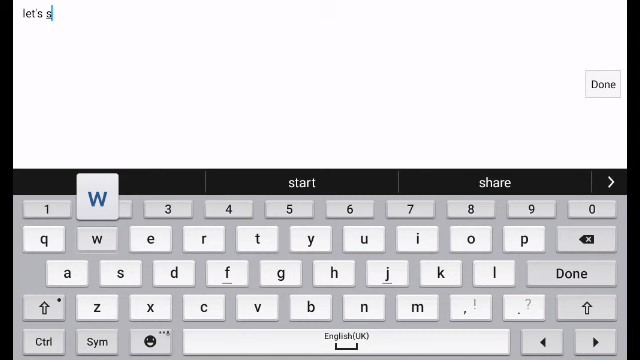 let's s
Done
start share
W
1 3 4 5 6 7 8 9 0
q w e r t y u i o p
a s d f g h j k l Done
z x c v b n m , ! . ?
Ctrl Sym English(UK)